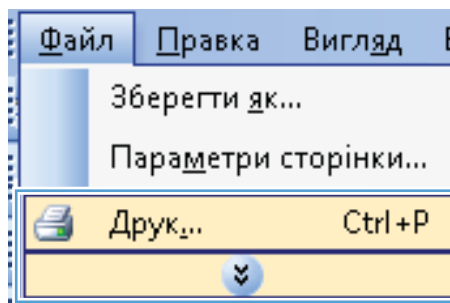 Файл Правка Вигляд
Зберегти як...
Параметри сторінки...
Друк... Ctrl+P